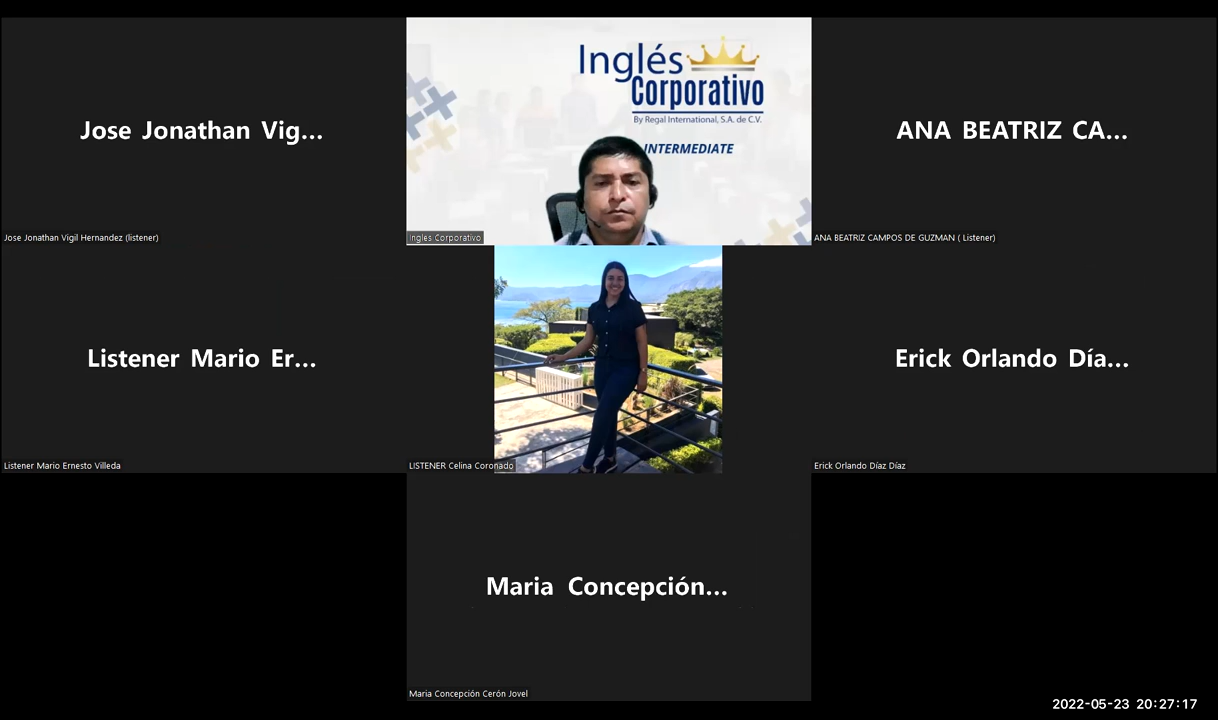 Jose Jonathan Vig...
Jose Jonathan Vigil Hernandez (listener)
Inglés
Corporativo
By Regal International, S.A. de C.V.
INTERMEDIATE
Ingles Corporativo
ANA BEATRIZ CA...
ANA BEATRIZ CAMPOS DE GUZMAN ( Listener)
Listener Mario Er...
Listener Mario Ernesto Villeda
LISTENER Celina Coronado
Erick Orlando Día...
Erick Orlando Díaz Díaz
Maria Concepción...
Maria Concepción Cerón Jovel
2022-05-23 20:27:17